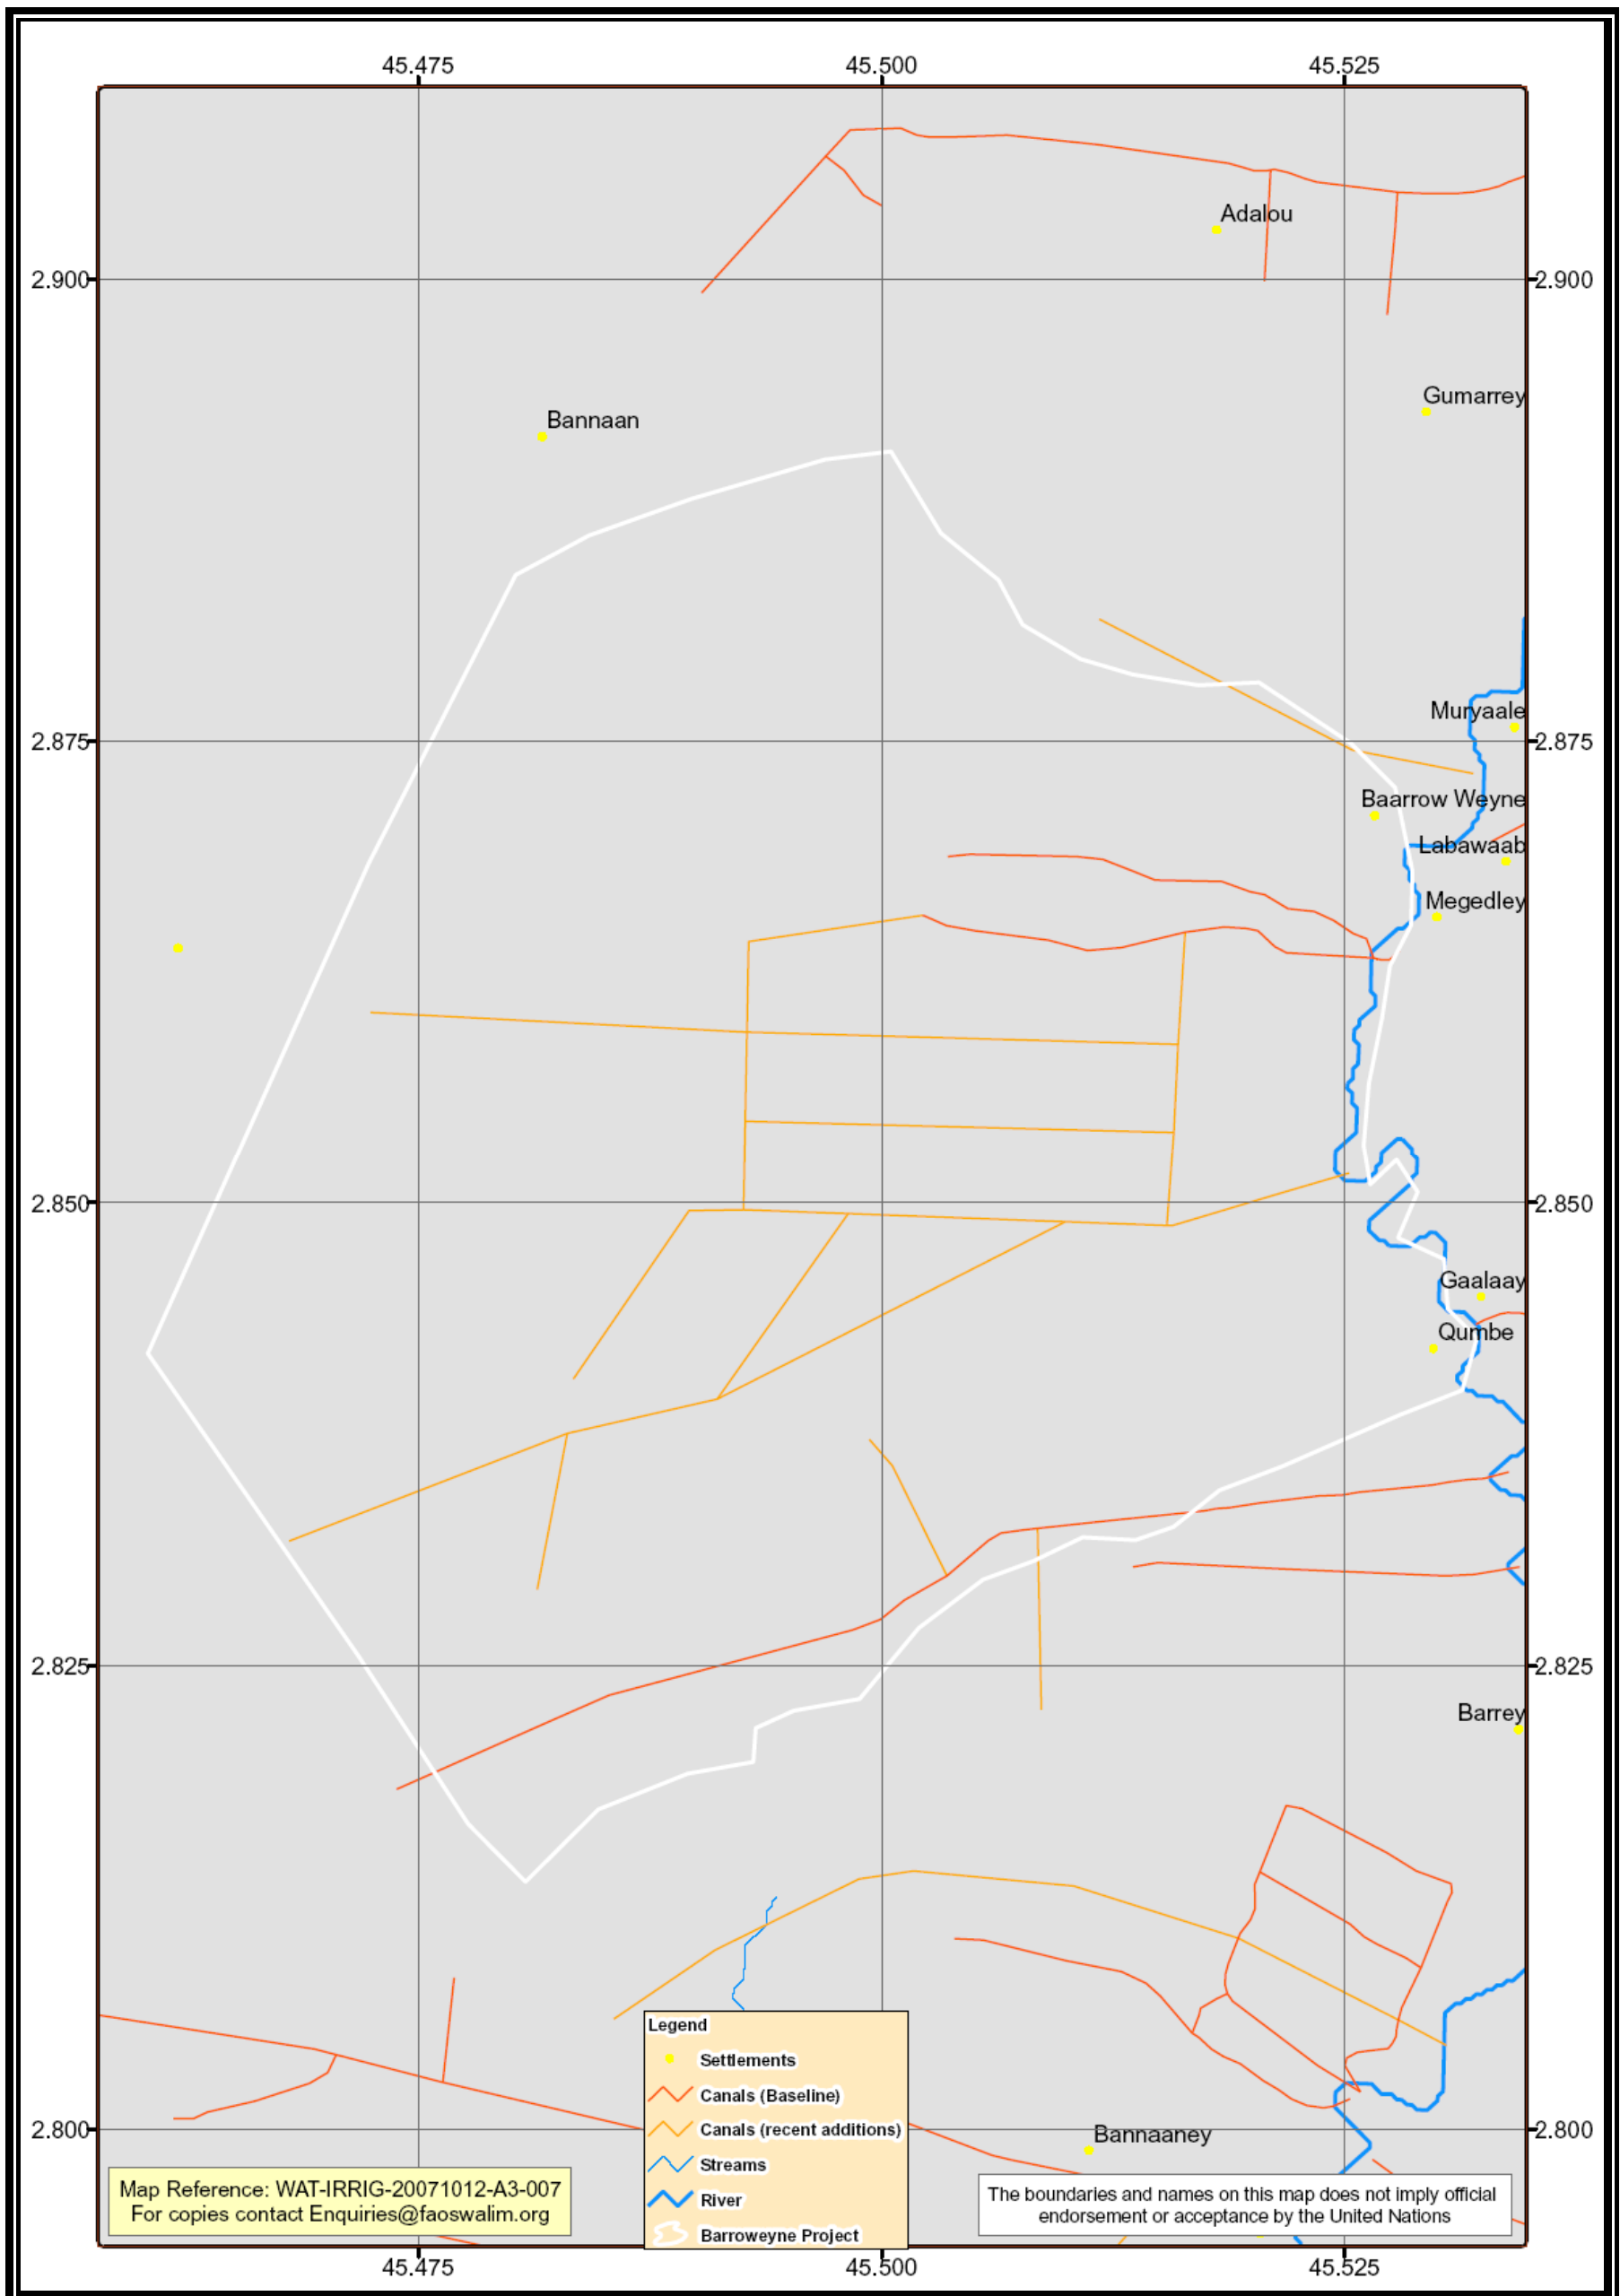 45.475 45.500 45.525
Adalou
2.900 2.900
Gumarrey
Bannaan
Muryaale
2.875 2.875
Baarrow Weyne
Labawaab
Megedley
2.850 2.850
Gaalaay
Qumbe
2.825 2.825
Barrey
Legend
Settlements
Canals (Baseline)
Canals (recent additions)
Streams
River
Barroweyne Project
2.800 2.800
Bannaaney
Map Reference: WAT-IRRIG-20071012-A3-007
For copies contact Enquiries@faoswalim.org
The boundaries and names on this map does not imply official
endorsement or acceptance by the United Nations
45.475 45.500 45.525